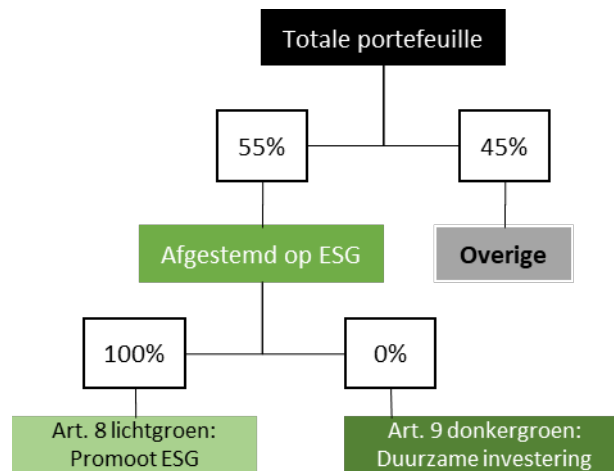 Totale portefeuille
55%
45%
Afgestemd op ESG
Overige
100%
0%
Art. 8 lichtgroen:
Promoot ESG
Art. 9 donkergroen:
Duurzame investering